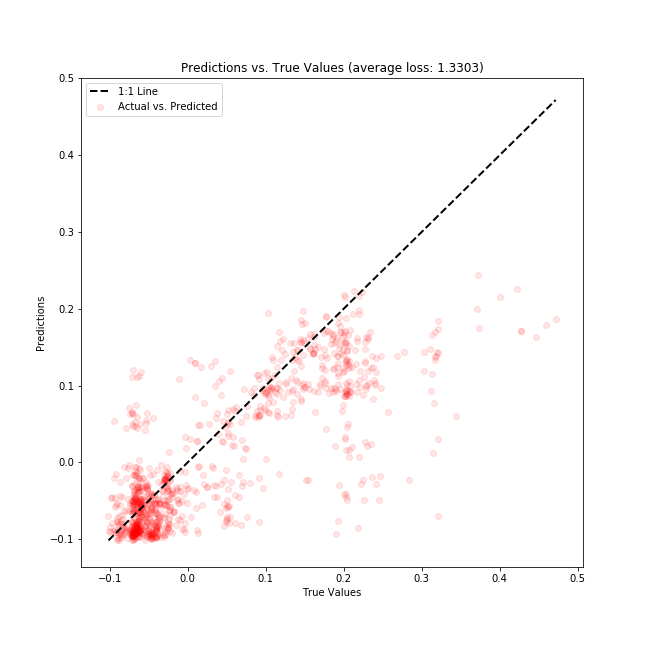 Predictions vs. True Values (average loss: 1.3303)
1:1 Line
Actual vs. Predicted
0.5
0.4
0.3
0.2
0.1
0.0
−0.1
Predictions
−0.1 0.0 0.1 0.2 0.3 0.4 0.5
True Values